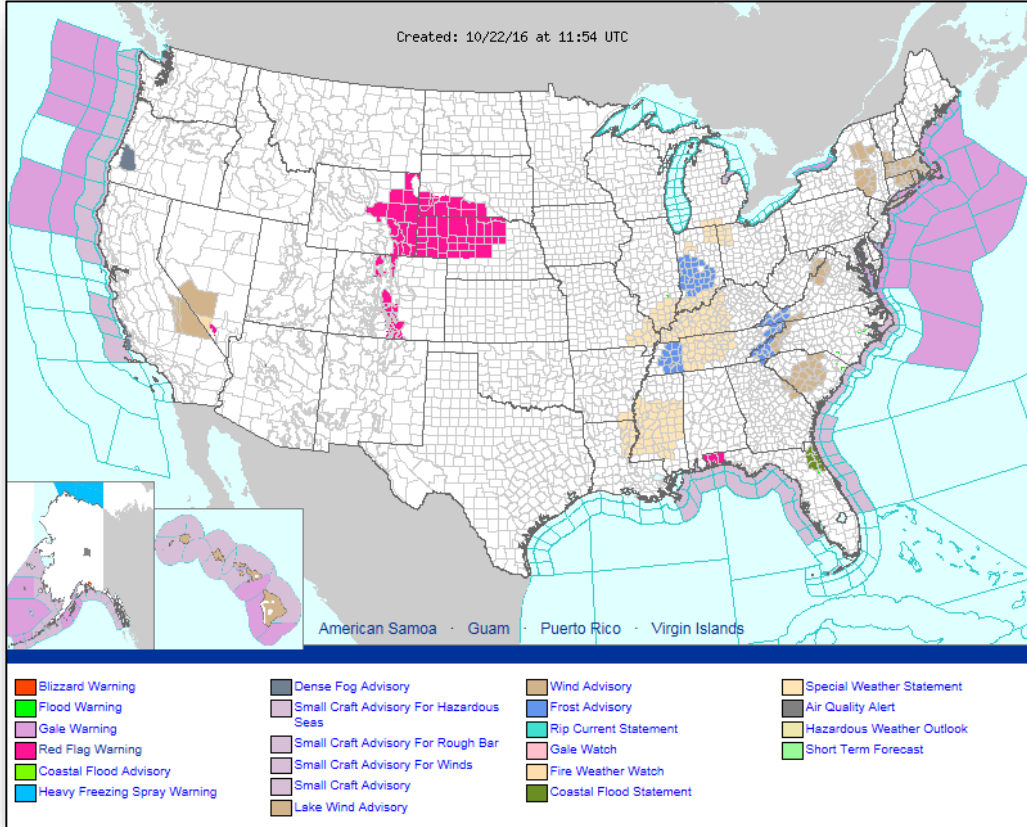 Created: 10/22/16 at 11:54 UTC
American Samoa · Guam · Puerto Rico · Virgin Islands
Blizzard Warning
Flood Warning
Gale Warning
Red Flag Warning
Coastal Flood Advisory
Heavy Freezing Spray Warning
Dense Fog Advisory
Small Craft Advisory For Hazardous
Seas
Small Craft Advisory For Rough Bar
Small Craft Advisory For Winds
Small Craft Advisory
Lake Wind Advisory
Wind Advisory
Frost Advisory
Rip Current Statement
Gale Watch
Fire Weather Watch
Coastal Flood Statement
Special Weather Statement
Air Quality Alert
Hazardous Weather Outlook
Short Term Forecast